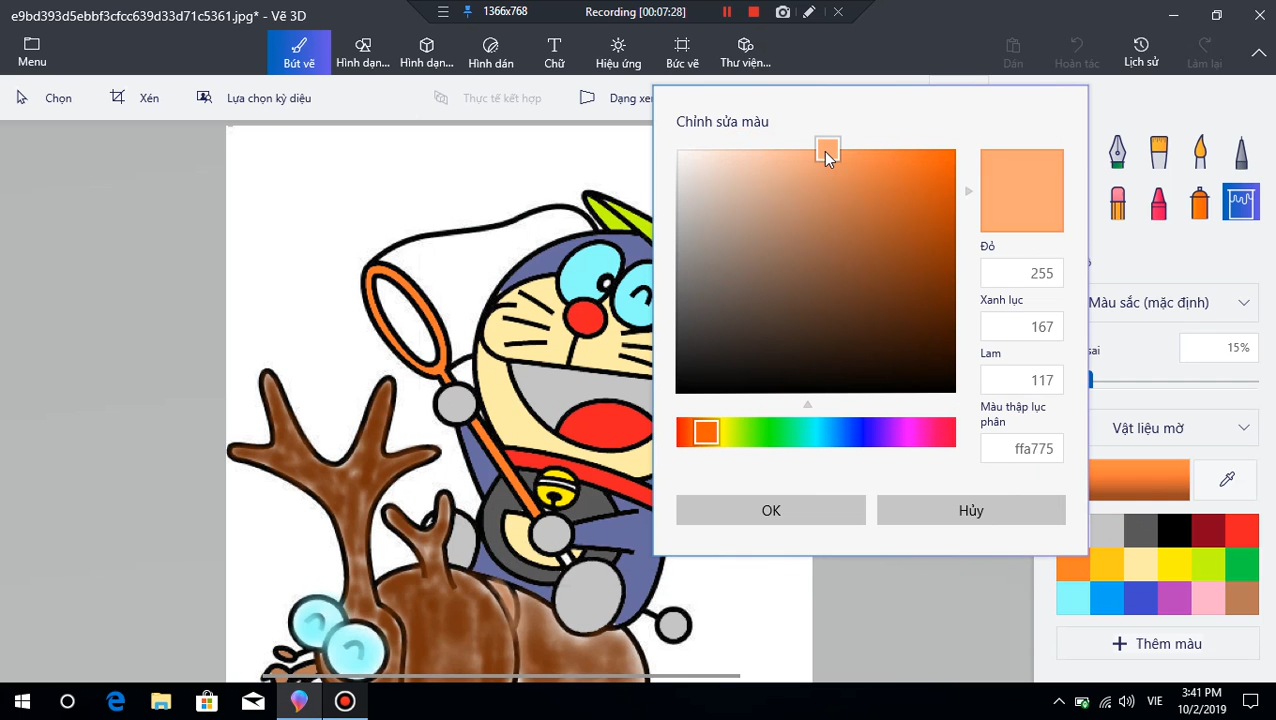 e9bd393d5ebbf3cfcc639d33d71c5361.jpg* - Vẽ 3D
1366x768
Recording [00:07:28]
Menu
Bút vẽ
Hình dạn...
Hình dạn...
Hình dán
Chữ
Hiệu ứng
Bức vẽ
Thư viện...
Dán
Hoàn tác
Lịch sử
Làm lại
Chọn
Xén
Lựa chọn kỳ diệu
Thực tế kết hợp
Dạng xe
Chỉnh sửa màu
Đỏ
255
Xanh lục
167
Lam
117
Màu thập lục
phân
ffa775
OK
Hủy
Màu sắc (mặc định)
sai
15%
Vật liệu mờ
Thêm màu
VIE
3:41 PM
10/2/2019